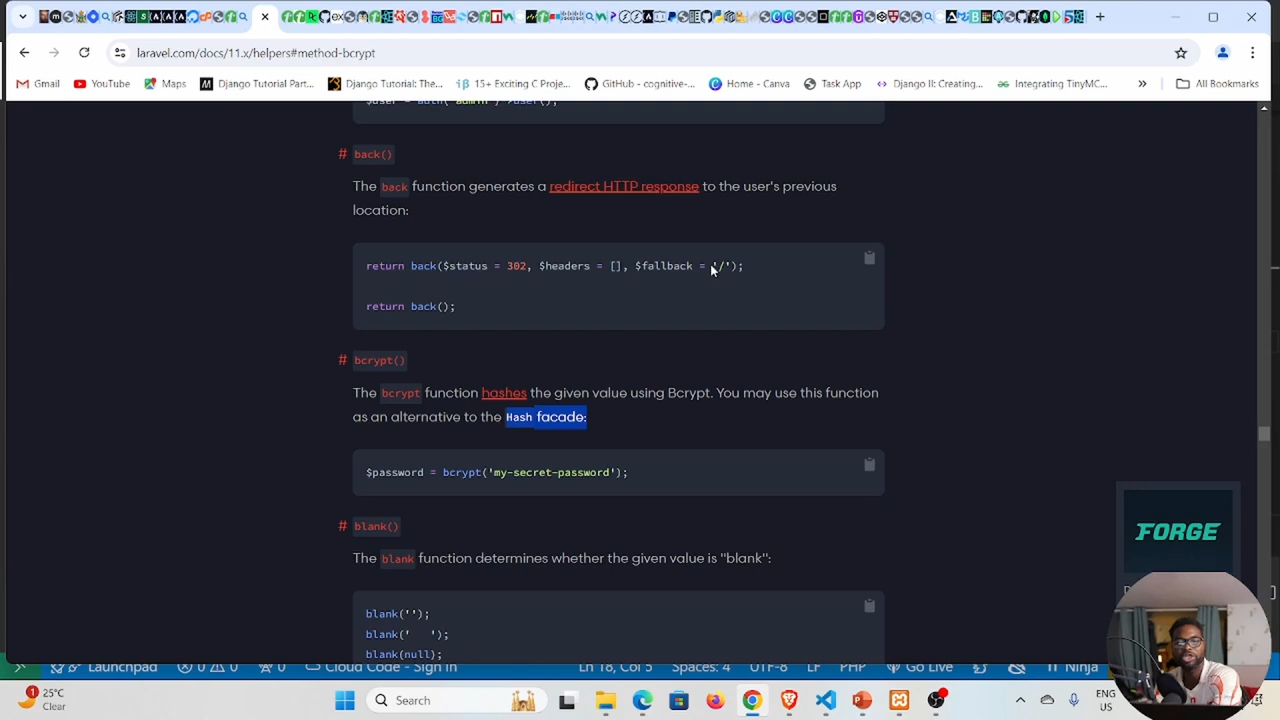 laravel.com/docs/11.x/helpers#method-bcrypt
Gmail
YouTube
Maps
Django Tutorial Part...
Django Tutorial: The...
15+ Exciting C Proje...
GitHub - cognitive-...
Home - Canva
Task App
Django II: Creating...
Integrating TinyMC...
»
All Bookmarks
# back()
The back function generates a redirect HTTP response to the user's previous
location:
return back($status = 302, $headers = [], $fallback = '/');
return back();
# bcrypt()
The bcrypt function hashes the given value using Bcrypt. You may use this function
as an alternative to the Hash facade:
$password = bcrypt('my-secret-password');
# blank()
The blank function determines whether the given value is "blank":
blank('');
blank('   ');
blank(null);
FORGE
Launchpad
0
0
0
Cloud Code - Sign in
Ln 18, Col 5
Spaces: 4
UTF-8
LF
PHP
Go Live
Ninja
1
25°C
Clear
Search
ENG
US